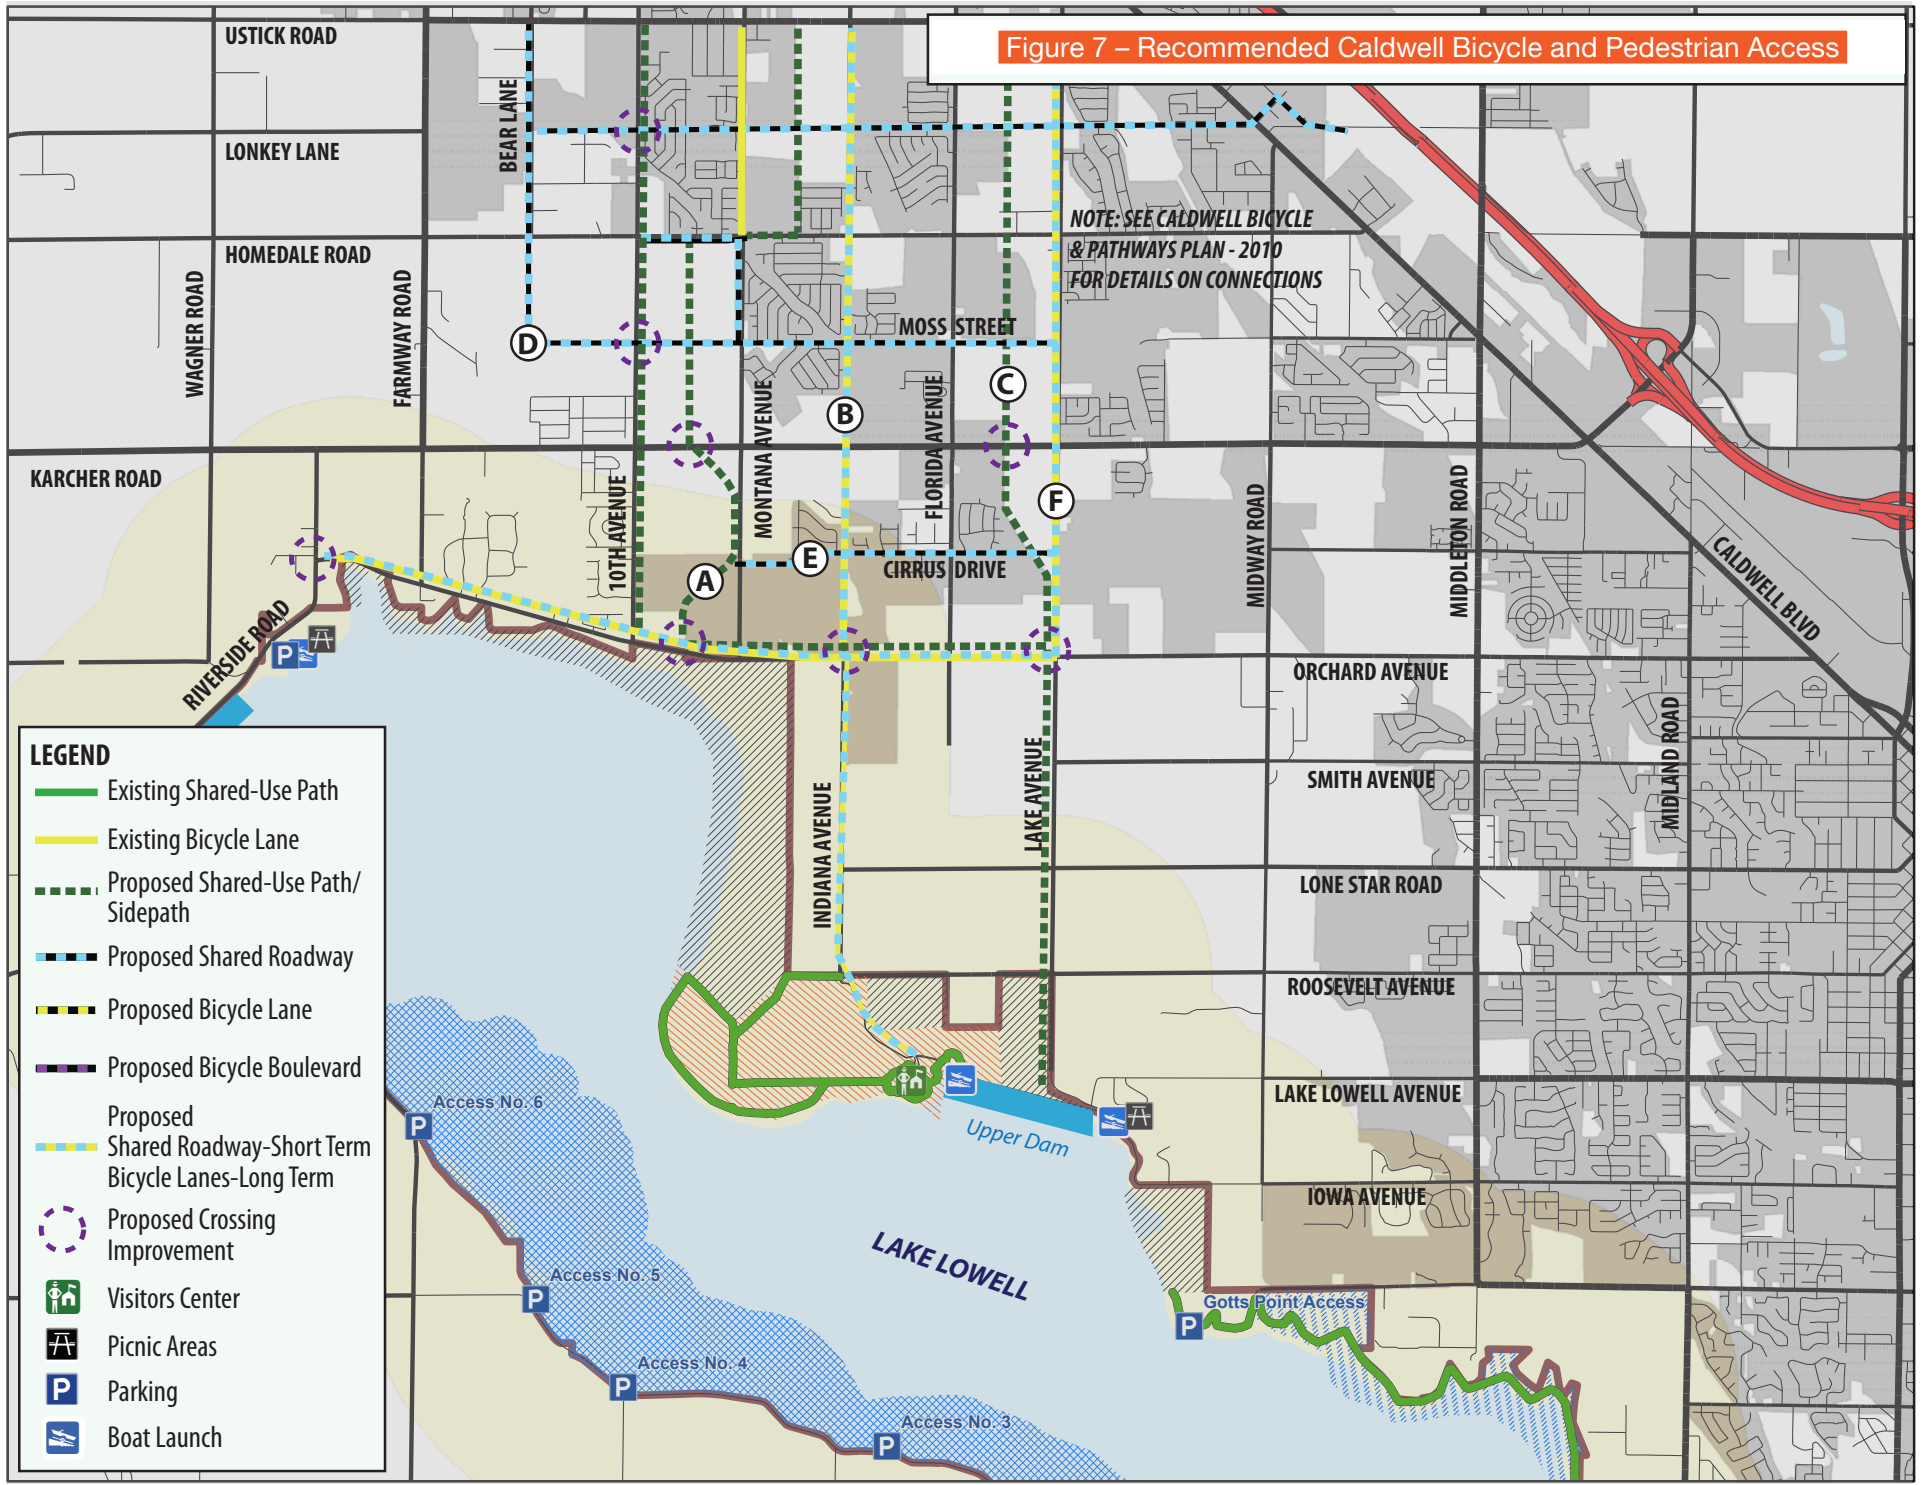 Figure 7 – Recommended Caldwell Bicycle and Pedestrian Access
USTICK ROAD
LONKEY LANE
BEAR LANE
HOMEDALE ROAD
WAGNER ROAD
FARMWAY ROAD
NOTE: SEE CALDWELL BICYCLE
& PATHWAYS PLAN - 2010
FOR DETAILS ON CONNECTIONS
MOSS STREET
D
C
B
MONTANA AVENUE
FLORIDA AVENUE
KARCHER ROAD
10TH AVENUE
F
MIDWAY ROAD
MIDDLETON ROAD
CALDWELL BLVD
E
A
CIRRUS DRIVE
RIVERSIDE ROAD
P
ORCHARD AVENUE
SMITH AVENUE
MIDLAND ROAD
INDIANA AVENUE
LAKE AVENUE
LONE STAR ROAD
ROOSEVELT AVENUE
LAKE LOWELL AVENUE
Upper Dam
IOWA AVENUE
LAKE LOWELL
Access No. 6
P
Access No. 5
P
Access No. 4
P
Access No. 3
P
Gotts Point Access
P
LEGEND
Existing Shared-Use Path
Existing Bicycle Lane
Proposed Shared-Use Path/
Sidepath
Proposed Shared Roadway
Proposed Bicycle Lane
Proposed Bicycle Boulevard
Proposed
Shared Roadway-Short Term
Bicycle Lanes-Long Term
Proposed Crossing
Improvement
Visitors Center
Picnic Areas
P Parking
Boat Launch